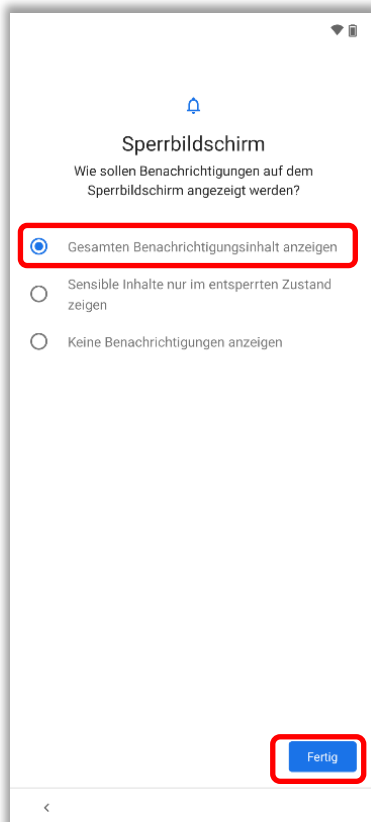 Sperrbildschirm
Wie sollen Benachrichtigungen auf dem
Sperrbildschirm angezeigt werden?
Gesamten Benachrichtigungsinhalt anzeigen
Sensible Inhalte nur im entsperrten Zustand
zeigen
Keine Benachrichtigungen anzeigen
Fertig